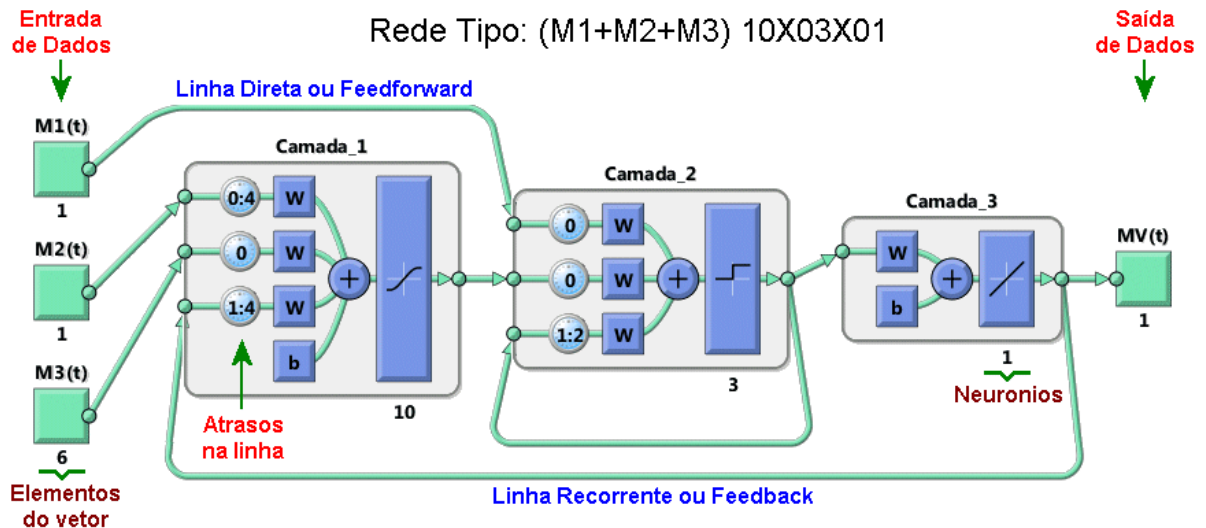 Rede Tipo: (M1+M2+M3) 10X03X01
Entrada
de Dados
Saída
de Dados
Linha Direta ou Feedforward
M1(t)
1
M2(t)
1
M3(t)
6
Elementos
do vetor
Camada_1
0:4
W
0
W
1:4
W
b
+
10
Atrasos
na linha
Camada_2
0
W
0
W
1:2
W
+
3
Camada_3
W
b
+
1
Neuronios
MV(t)
1
Linha Recorrente ou Feedback